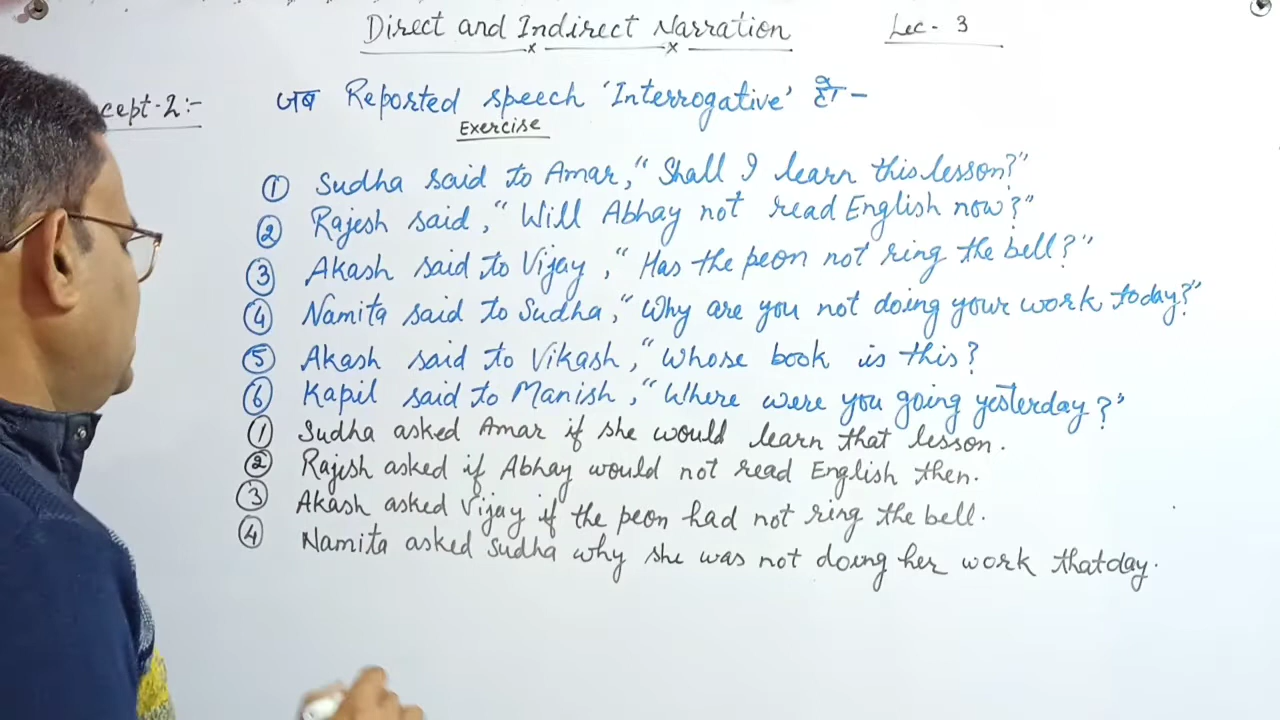 Direct and Indirect Narration
Lec - 3
cept-2:-
जब Reported speech 'Interrogative' हो -
Exercise
① Sudha said to Amar, "Shall I learn this lesson?"
② Rajesh said, "Will Abhay not read English now?"
③ Akash said to Vijay, "Has the peon not ring the bell?"
④ Namita said to Sudha, "Why are you not doing your work today?"
⑤ Akash said to Vikash, "Whose book is this?
⑥ Kapil said to Manish, "Where were you going yesterday?"
① Sudha asked Amar if she would learn that lesson.
② Rajesh asked if Abhay would not read English then.
③ Akash asked Vijay if the peon had not ring the bell.
④ Namita asked Sudha why she was not doing her work that day.